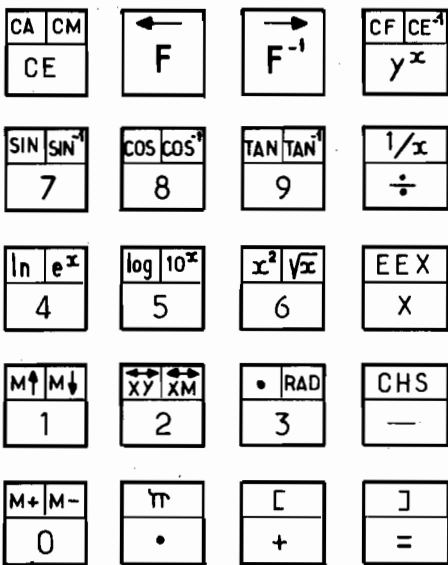 CA CM ← → CF CE⁻¹
CE F F⁻¹ yˣ
SIN SIN⁻¹ COS COS⁻¹ TAN TAN⁻¹ 1/x
7 8 9 ÷
ln eˣ log 10ˣ x² √x EEX
4 5 6 X
M↑ M↓ XY XM • RAD CHS
1 2 3 —
M+ M− π [ ]
0 • + =